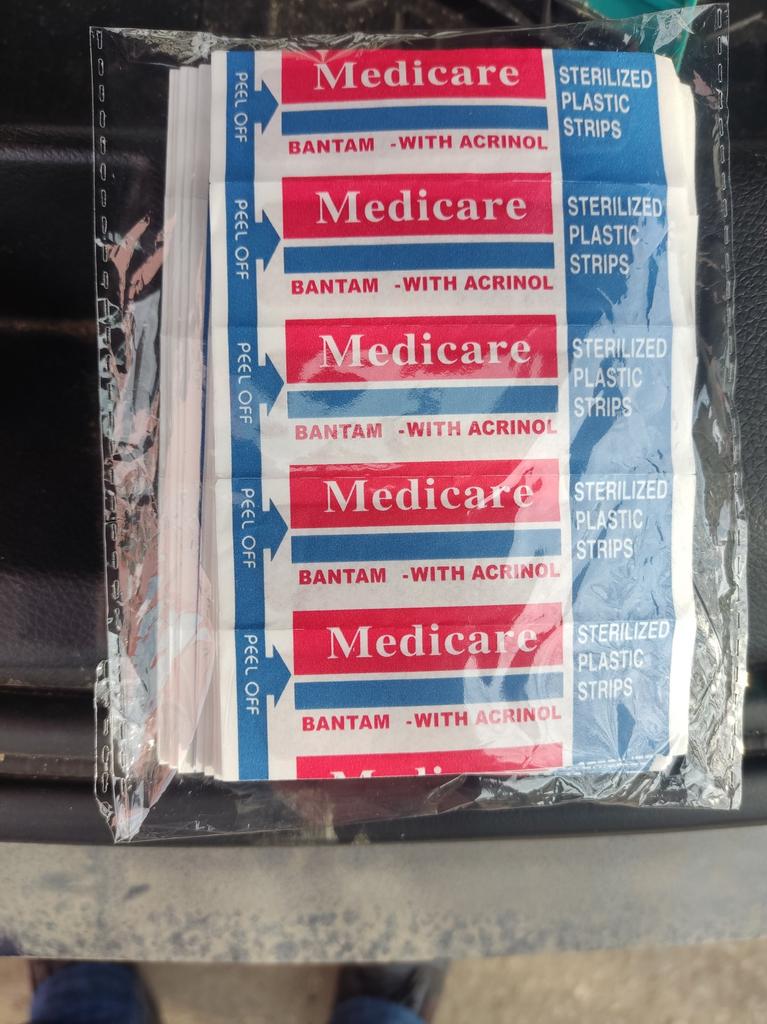 PEEL OFF
Medicare
BANTAM -WITH ACRINOL
STERILIZED
PLASTIC
STRIPS
PEEL OFF
Medicare
BANTAM -WITH ACRINOL
STERILIZED
PLASTIC
STRIPS
PEEL OFF
Medicare
BANTAM -WITH ACRINOL
STERILIZED
PLASTIC
STRIPS
PEEL OFF
Medicare
BANTAM -WITH ACRINOL
STERILIZED
PLASTIC
STRIPS
PEEL OFF
Medicare
BANTAM -WITH ACRINOL
STERILIZED
PLASTIC
STRIPS